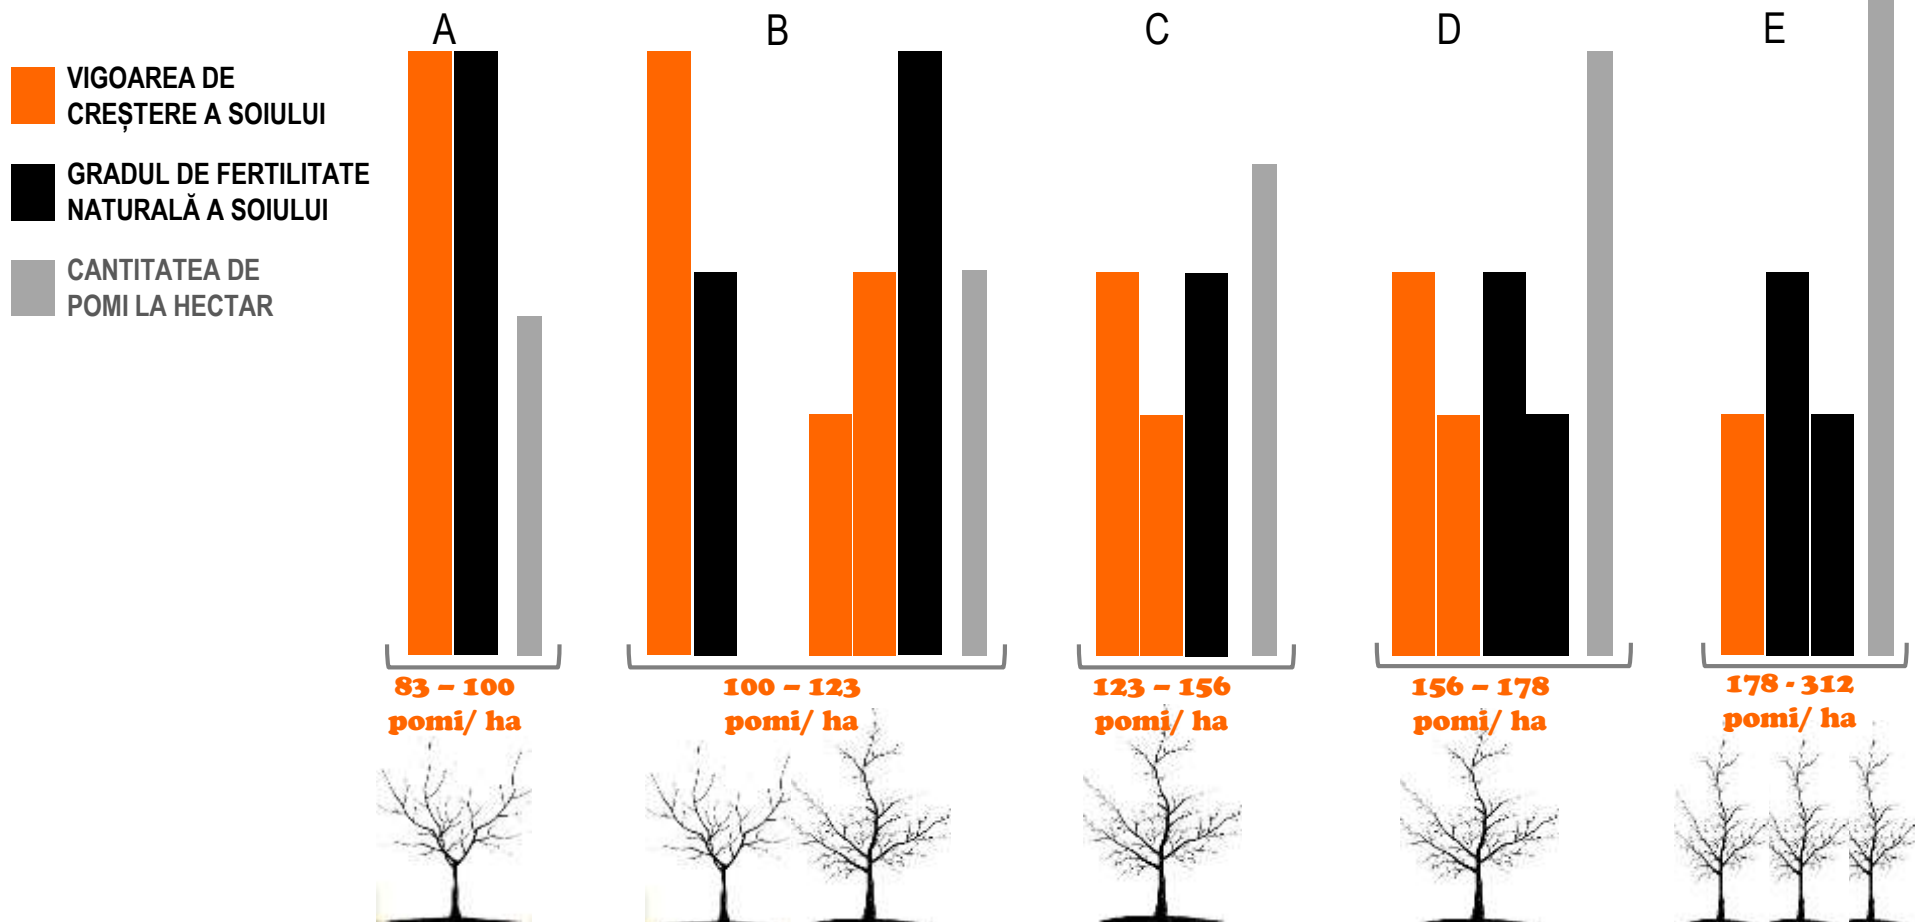 A
B
C
D
E
VIGOAREA DE
CREȘTERE A SOIULUI
GRADUL DE FERTILITATE
NATURALĂ A SOIULUI
CANTITATEA DE
POMI LA HECTAR
83 – 100
pomi/ ha
100 – 123
pomi/ ha
123 – 156
pomi/ ha
156 – 178
pomi/ ha
178 - 312
pomi/ ha